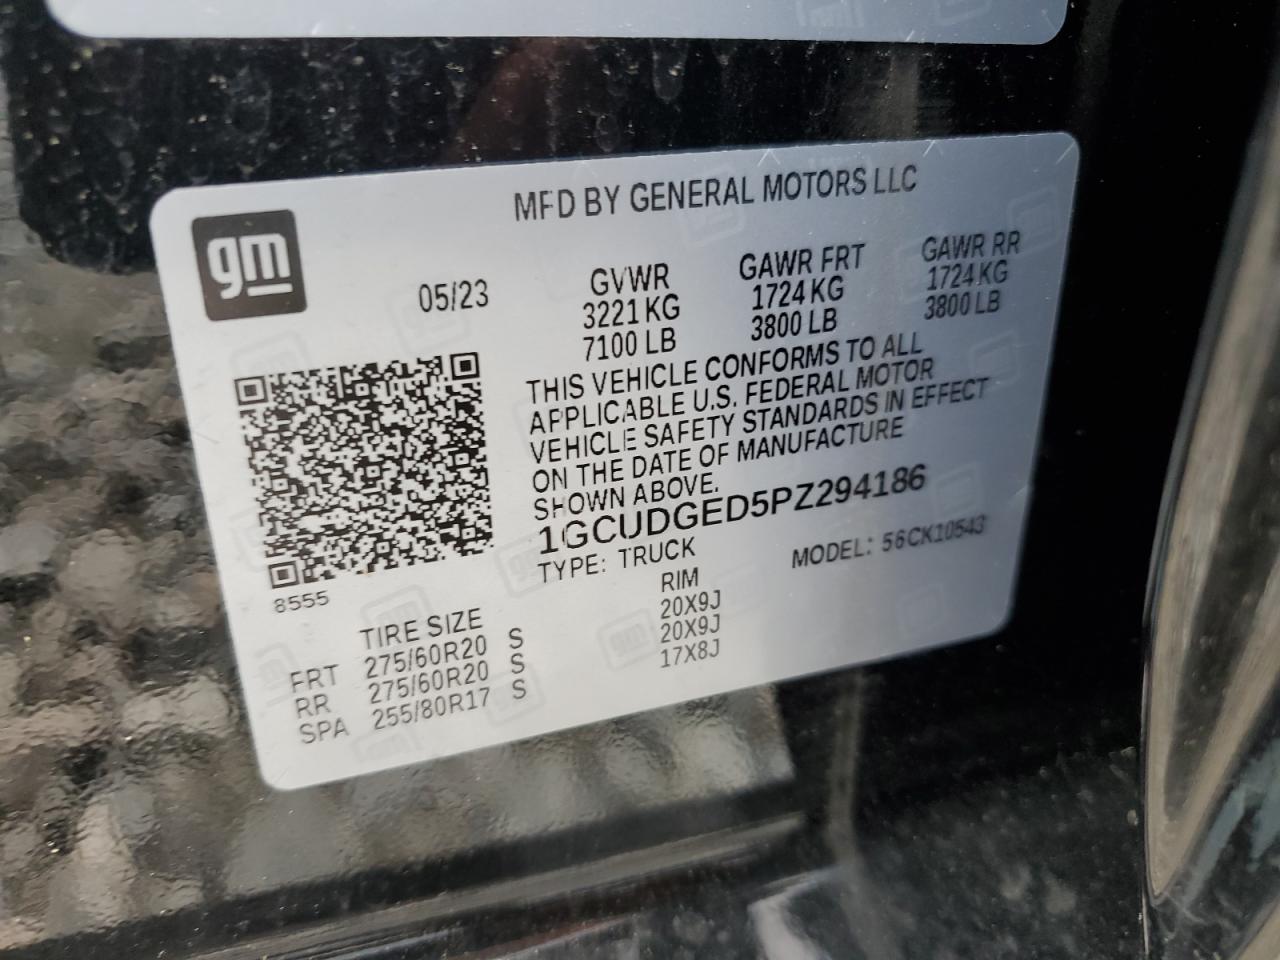 gm
MFD BY GENERAL MOTORS LLC
05/23
GVWR
3221 KG
7100 LB
GAWR FRT
1724 KG
3800 LB
GAWR RR
1724 KG
3800 LB
THIS VEHICLE CONFORMS TO ALL
APPLICABLE U.S. FEDERAL MOTOR
VEHICLE SAFETY STANDARDS IN EFFECT
ON THE DATE OF MANUFACTURE
SHOWN ABOVE.
1GCUDGED5PZ294186
TYPE: TRUCK
MODEL: 56CK10543
8555
TIRE SIZE
RIM
FRT 275/60R20 S 20X9J
RR 275/60R20 S 20X9J
SPA 255/80R17 S 17X8J